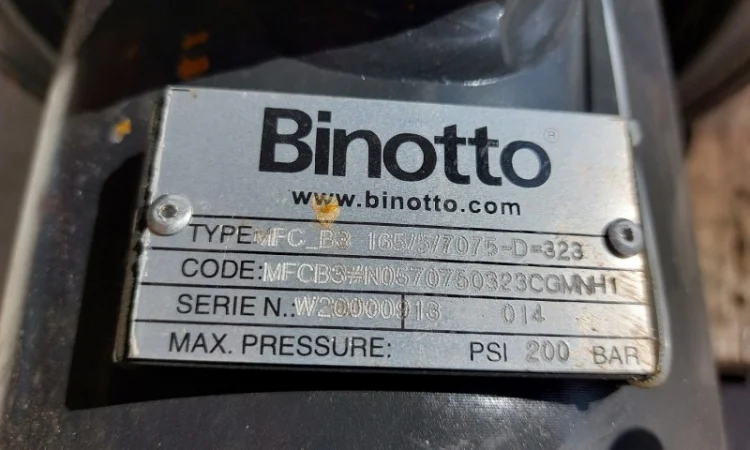 Binotto®
www.binotto.com
TYPE MFC_B3 165/5/7075-D-323
CODE: MFCB3#N0570750323CGMNH1
SERIE N.: W20000913 014
MAX. PRESSURE: PSI 200 BAR